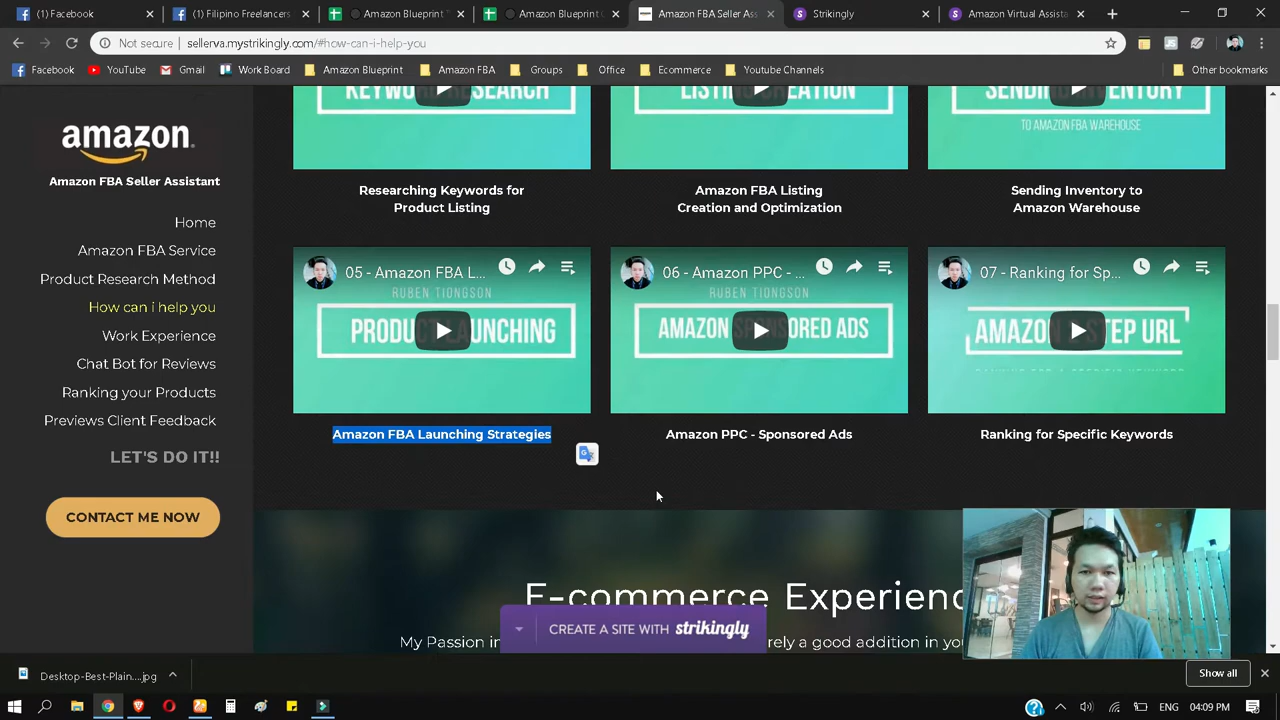 (1) Facebook
(1) Filipino Freelancers
Amazon Blueprint
Amazon Blueprint
Amazon FBA Seller Ass
Strikingly
Amazon Virtual Assista
Not secure | sellerva.mystrikingly.com/#how-can-i-help-you
Facebook
YouTube
Gmail
Work Board
Amazon Blueprint
Amazon FBA
Groups
Office
Ecommerce
Youtube Channels
Other bookmarks
amazon
Amazon FBA Seller Assistant
Home
Amazon FBA Service
Product Research Method
How can i help you
Work Experience
Chat Bot for Reviews
Ranking your Products
Previews Client Feedback
LET'S DO IT!!
CONTACT ME NOW
KEYWORD RESEARCH
LISTING CREATION
TO AMAZON FBA WAREHOUSE
Researching Keywords for
Product Listing
Amazon FBA Listing
Creation and Optimization
Sending Inventory to
Amazon Warehouse
05 - Amazon FBA L...
RUBEN TIONGSON
PRODUCT LAUNCHING
06 - Amazon PPC - ...
RUBEN TIONGSON
AMAZON SPONSORED ADS
07 - Ranking for Sp...
AMAZON STEP URL
Amazon FBA Launching Strategies
Amazon PPC - Sponsored Ads
Ranking for Specific Keywords
E-commerce Experienc
My Passion in
rely a good addition in yo
CREATE A SITE WITH strikingly
Desktop-Best-Plain....jpg
Show all
ENG
04:09 PM